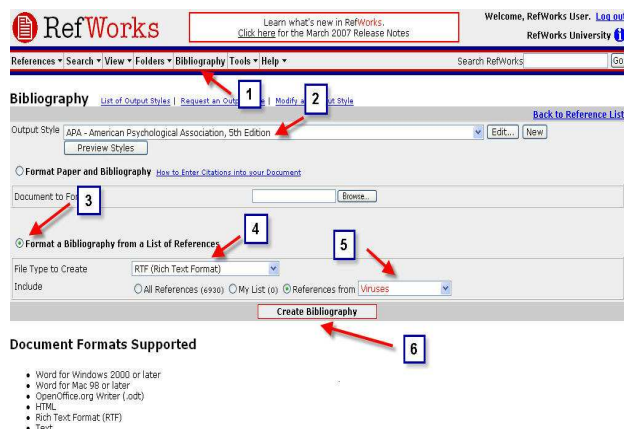 RefWorks
Learn what's new in RefWorks.
Click here for the March 2007 Release Notes
Welcome, RefWorks User. Log out
RefWorks University
References Search View Folders Bibliography Tools Help Search RefWorks Go
1
Bibliography List of Output Styles | Request an Output Style | Modify an Output Style
2
Back to Reference List
Output Style APA - American Psychological Association, 5th Edition Edit... New
Preview Styles
Format Paper and Bibliography How to Enter Citations into your Document
Document to Browse...
3
4
Format a Bibliography from a List of References
5
File Type to Create RTF (Rich Text Format)
Include All References (6930) My List (0) References from Viruses
Create Bibliography
6
Document Formats Supported
Word for Windows 2000 or later
Word for Mac 98 or later
OpenOffice.org Writer (.odt)
HTML
Rich Text Format (RTF)
Text